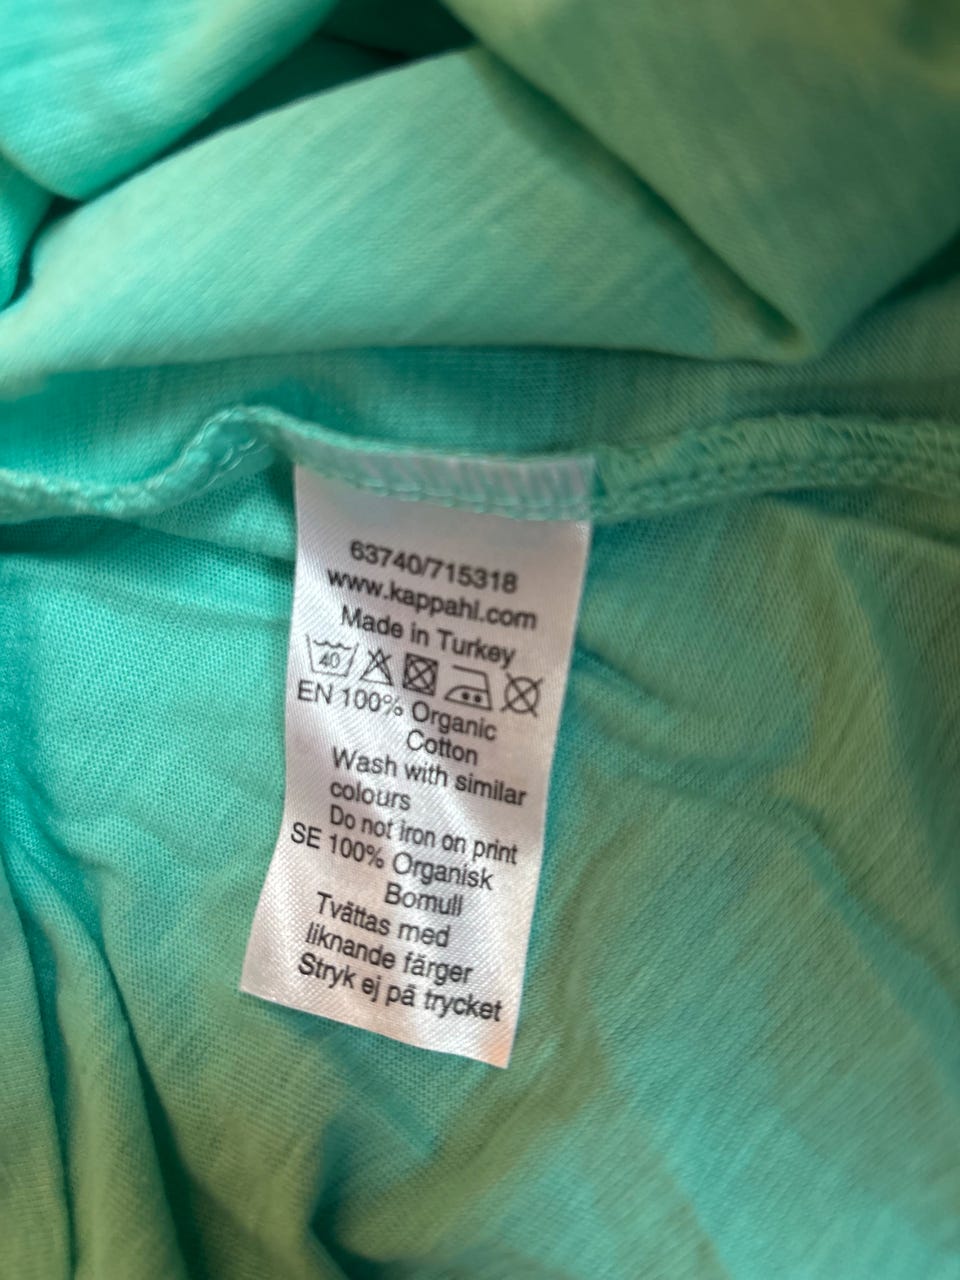 63740/715318
www.kappahl.com
Made in Turkey
40
EN 100% Organic
Cotton
Wash with similar
colours
Do not iron on print
SE 100% Organisk
Bomull
Tvättas med
liknande färger
Stryk ej på trycket